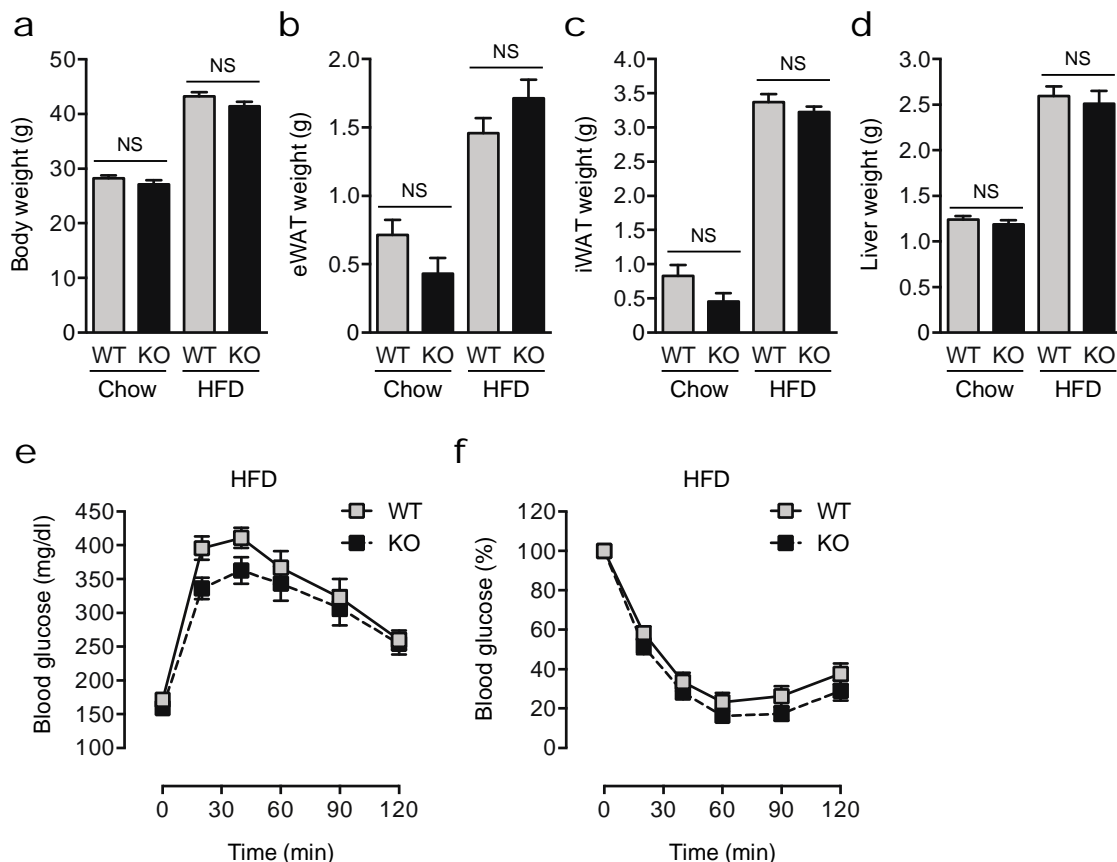 a
Body weight (g)
50
40
30
20
10
0
NS
NS
WT KO WT KO
Chow HFD
b
eWAT weight (g)
2.0
1.5
1.0
0.5
0
NS
NS
WT KO WT KO
Chow HFD
c
iWAT weight (g)
4.0
3.5
3.0
2.5
2.0
1.5
1.0
0.5
0
NS
NS
WT KO WT KO
Chow HFD
d
Liver weight (g)
3.0
2.5
2.0
1.5
1.0
0.5
0
NS
NS
WT KO WT KO
Chow HFD
e
HFD
WT
KO
Blood glucose (mg/dl)
450
400
350
300
250
200
150
100
0 30 60 90 120
Time (min)
f
HFD
WT
KO
Blood glucose (%)
120
100
80
60
40
20
0
0 30 60 90 120
Time (min)